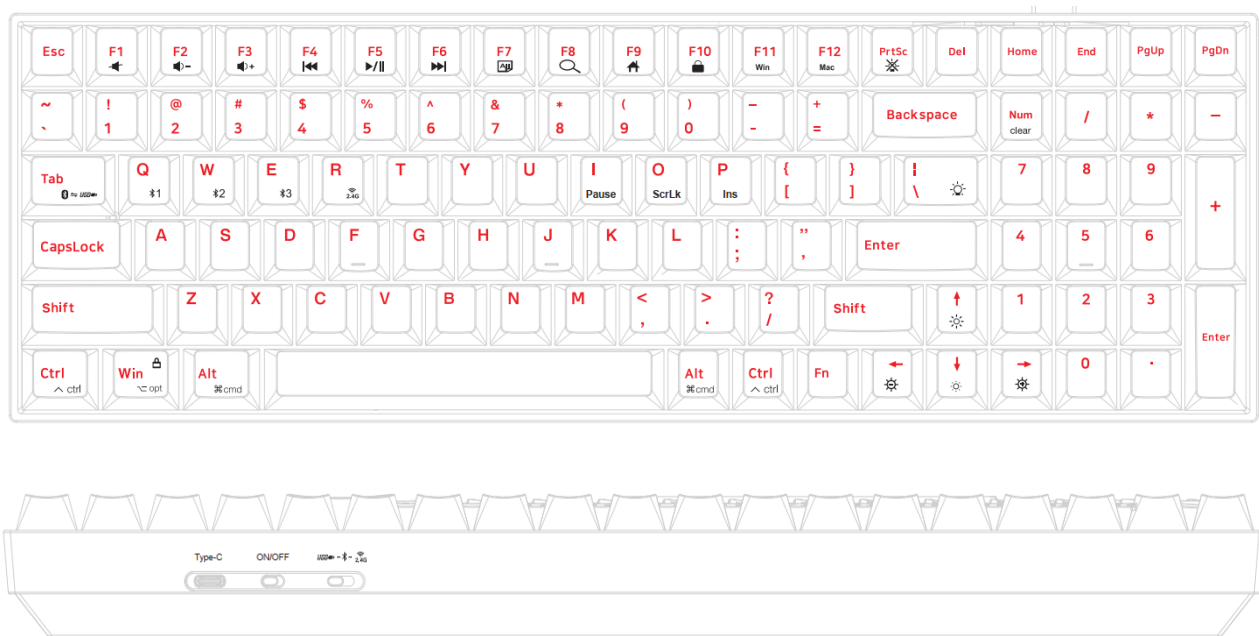 Esc F1 F2 F3 F4 F5 F6 F7 F8 F9 F10 F11 F12 PrtSc Del Home End PgUp PgDn
A Win Mac
~ ! @ # $ % ^ & * ( ) – +
` 1 2 3 4 5 6 7 8 9 0 - = Backspace Num / * –
clear
Tab Q W E R T Y U I O P { } ¦ 7 8 9
USB 1 2 3 2.4G Pause ScrLk Ins [ ] \ +
CapsLock A S D F G H J K L : " Enter 4 5 6
; ,
Shift Z X C V B N M < > ? Shift ↑ 1 2 3
, . / Enter
Ctrl Win Alt Alt Ctrl Fn ← ↓ → 0 .
^ ctrl ⌥ opt ⌘cmd ⌘cmd ^ ctrl
Type-C ON/OFF USB - - 2.4G